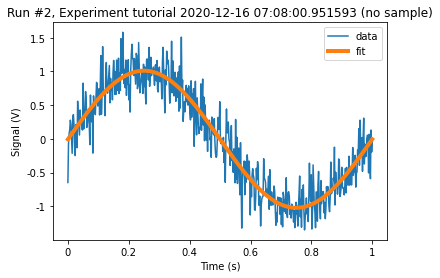 Run #2, Experiment tutorial 2020-12-16 07:08:00.951593 (no sample)
data
fit
1.5
1
0.5
0
-0.5
-1
Signal (V)
0
0.2
0.4
0.6
0.8
1
Time (s)